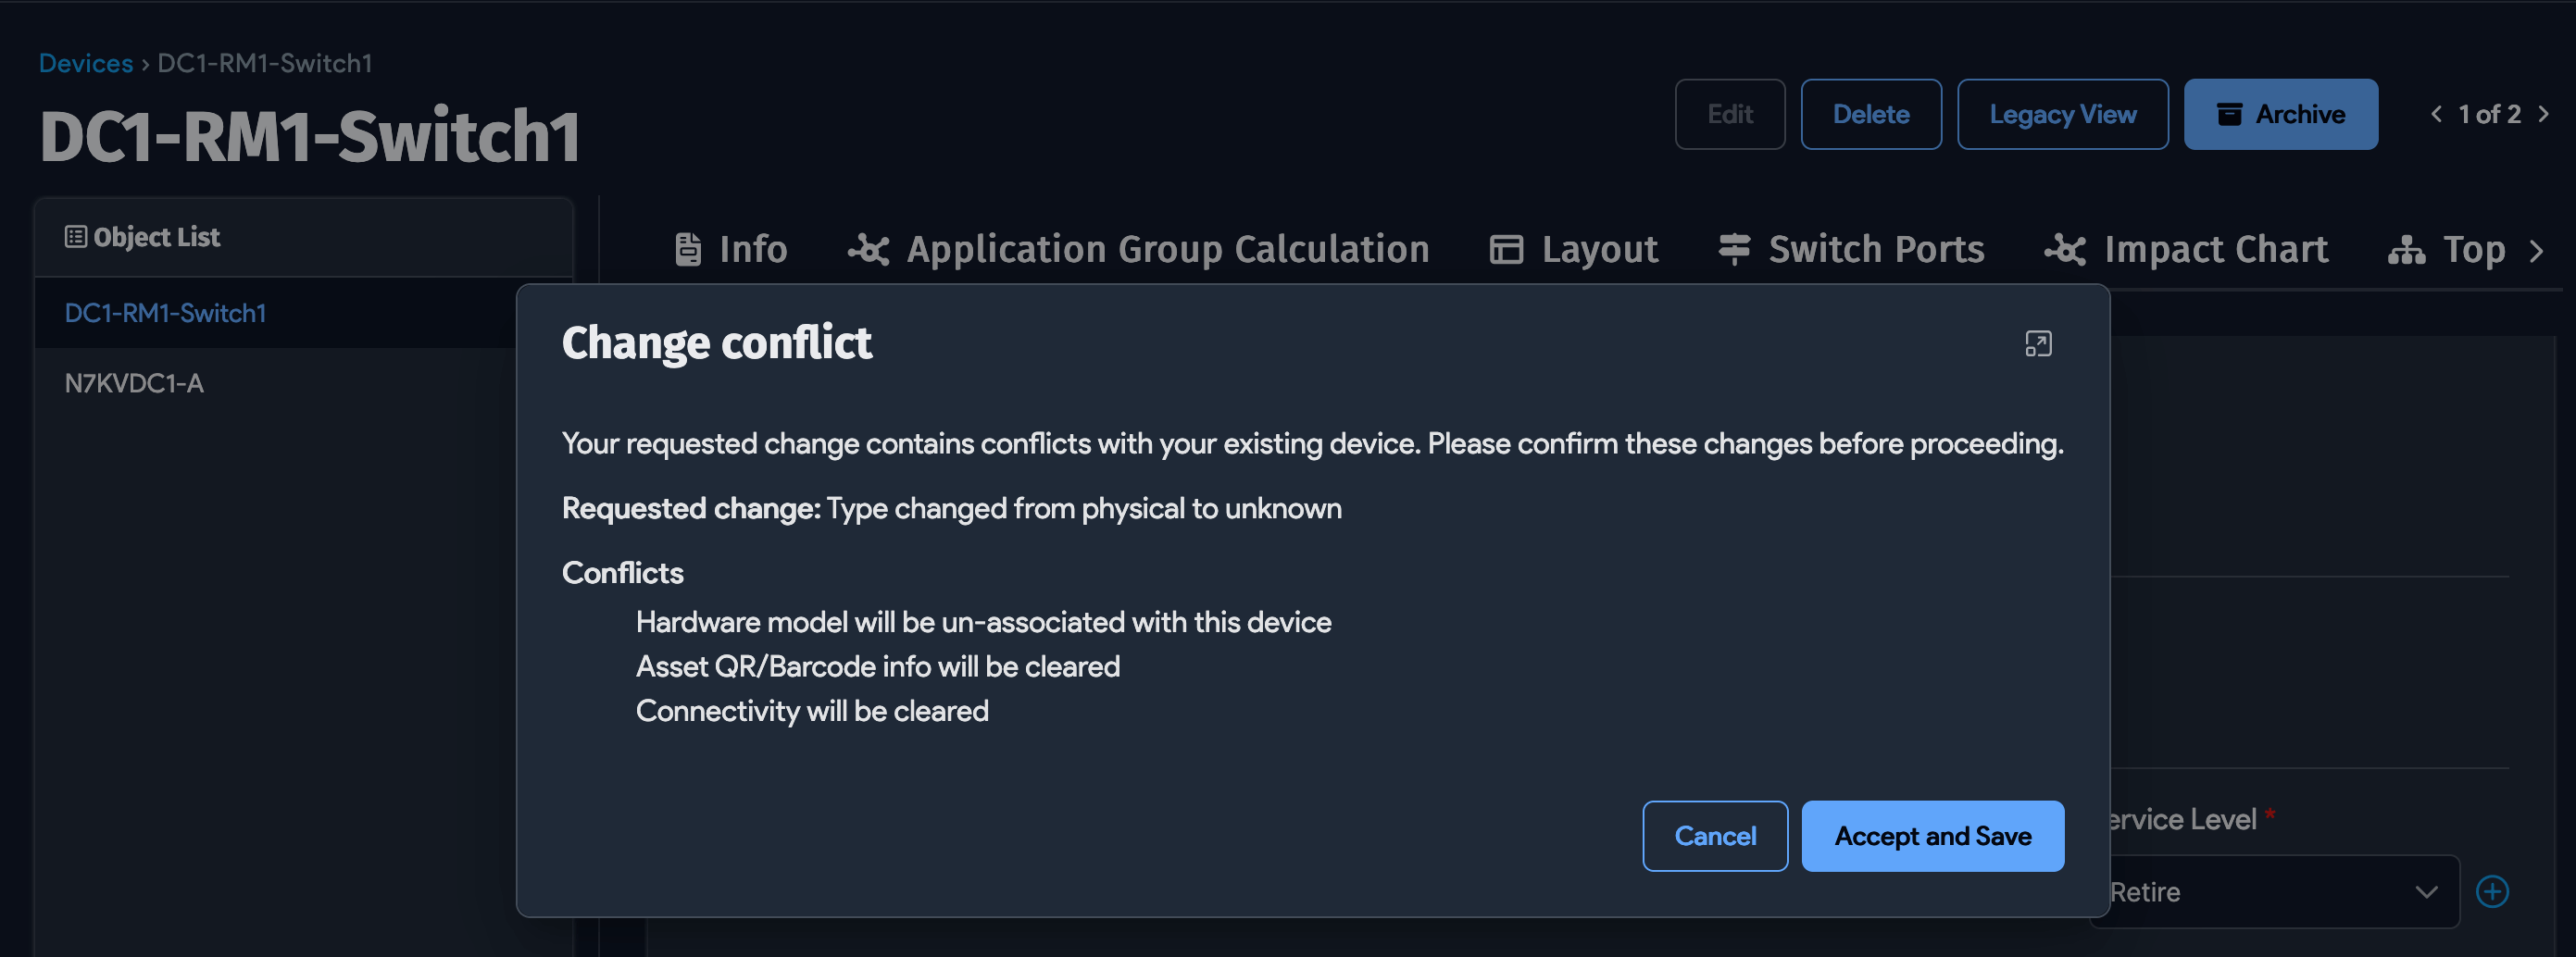 Devices › DC1-RM1-Switch1
DC1-RM1-Switch1
Edit
Delete
Legacy View
Archive
1 of 2
Object List
DC1-RM1-Switch1
N7KVDC1-A
Info
Application Group Calculation
Layout
Switch Ports
Impact Chart
Top
Change conflict
Your requested change contains conflicts with your existing device. Please confirm these changes before proceeding.
Requested change: Type changed from physical to unknown
Conflicts
Hardware model will be un-associated with this device
Asset QR/Barcode info will be cleared
Connectivity will be cleared
Cancel
Accept and Save
ervice Level *
Retire